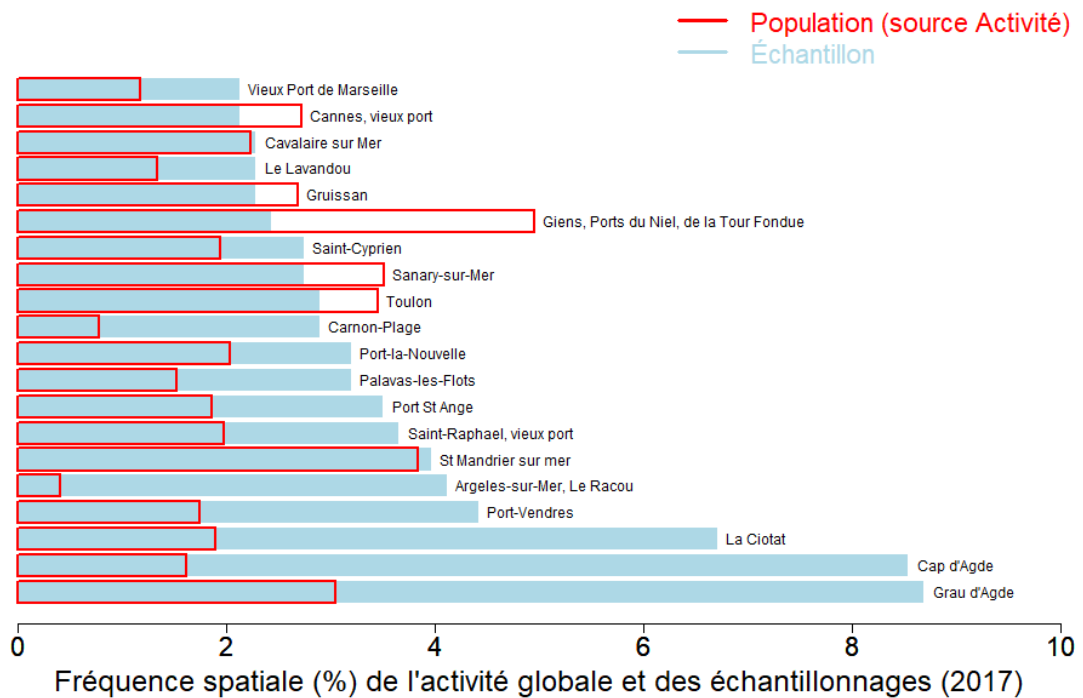 Population (source Activité)
Échantillon
Vieux Port de Marseille
Cannes, vieux port
Cavalaire sur Mer
Le Lavandou
Gruissan
Giens, Ports du Niel, de la Tour Fondue
Saint-Cyprien
Sanary-sur-Mer
Toulon
Carnon-Plage
Port-la-Nouvelle
Palavas-les-Flots
Port St Ange
Saint-Raphael, vieux port
St Mandrier sur mer
Argeles-sur-Mer, Le Racou
Port-Vendres
La Ciotat
Cap d'Agde
Grau d'Agde
0 2 4 6 8 10
Fréquence spatiale (%) de l'activité globale et des échantillonnages (2017)